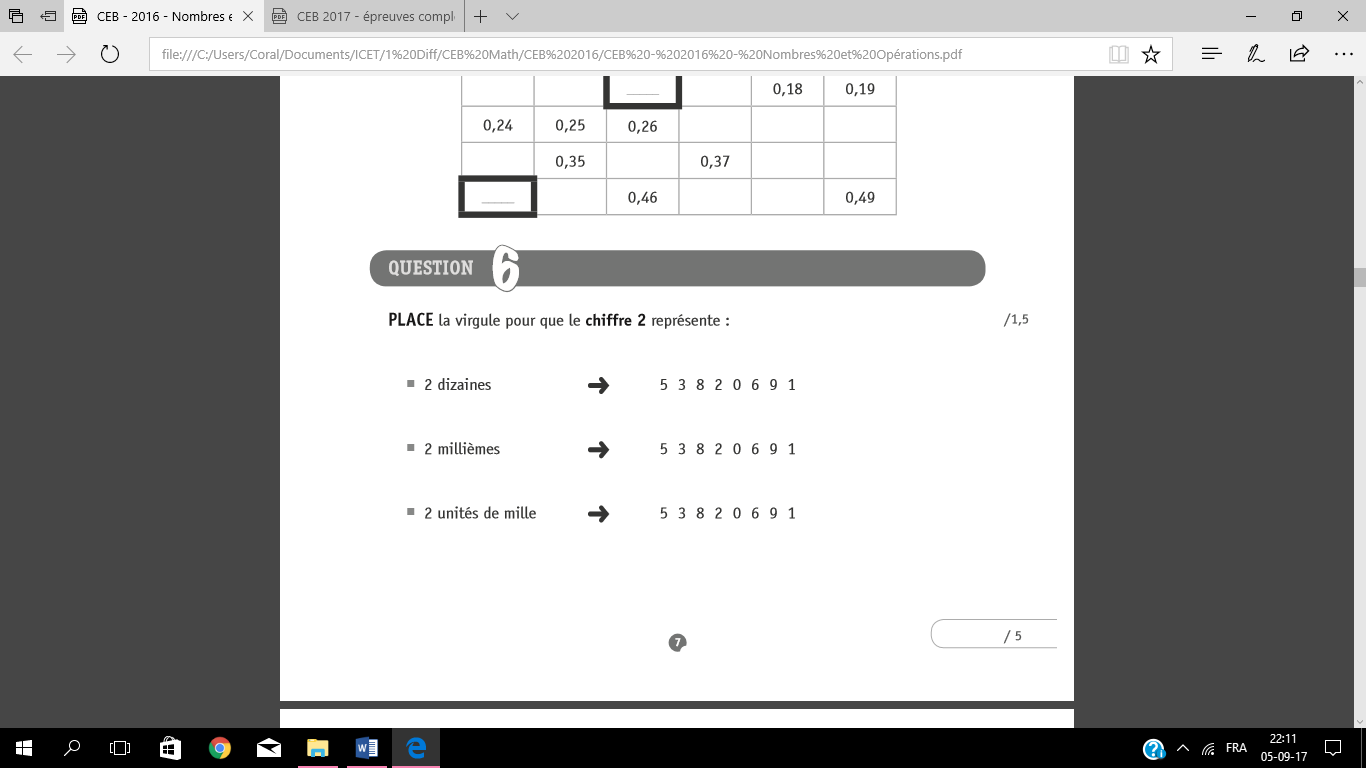 CEB - 2016 - Nombres e
CEB 2017 - épreuves compl
file:///C:/Users/Coral/Documents/ICET/1%20Diff/CEB%20Math/CEB%202016/CEB%20-%202016%20-%20Nombres%20et%20Opérations.pdf
____ 0,18 0,19
0,24 0,25 0,26
0,35 0,37
____ 0,46 0,49
QUESTION 6
PLACE la virgule pour que le chiffre 2 représente : /1,5
2 dizaines ➔ 5 3 8 2 0 6 9 1
2 millièmes ➔ 5 3 8 2 0 6 9 1
2 unités de mille ➔ 5 3 8 2 0 6 9 1
/ 5
7
FRA
22:11
05-09-17